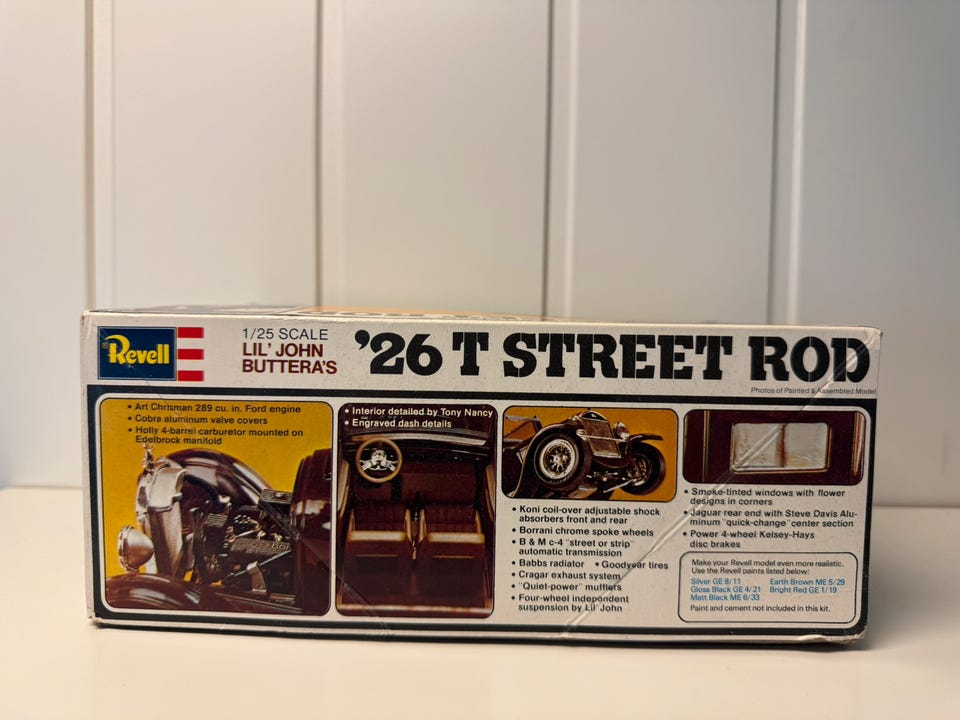 Revell
1/25 SCALE
LIL' JOHN
BUTTERA'S
'26 T STREET ROD
Photos of Painted & Assembled Model
• Art Chrisman 289 cu. in. Ford engine
• Cobra aluminum valve covers
• Holly 4-barrel carburetor mounted on
Edelbrock manifold
• Interior detailed by Tony Nancy
• Engraved dash details
• Koni coil-over adjustable shock
absorbers front and rear
• Borrani chrome spoke wheels
• B & M c-4 "street or strip"
automatic transmission
• Babbs radiator • Goodyear tires
• Cragar exhaust system
• "Quiet-power" mufflers
• Four-wheel independent
suspension by Lil' John
• Smoke-tinted windows with flower
designs in corners
• Jaguar rear end with Steve Davis Alu-
minum "quick-change" center section
• Power 4-wheel Kelsey-Hays
disc brakes
Make your Revell model even more realistic.
Use the Revell paints listed below:
Silver GE 8/11 Earth Brown ME 5/29
Gloss Black GE 4/21 Bright Red GE 1/19
Matt Black ME 6/33
Paint and cement not included in this kit.